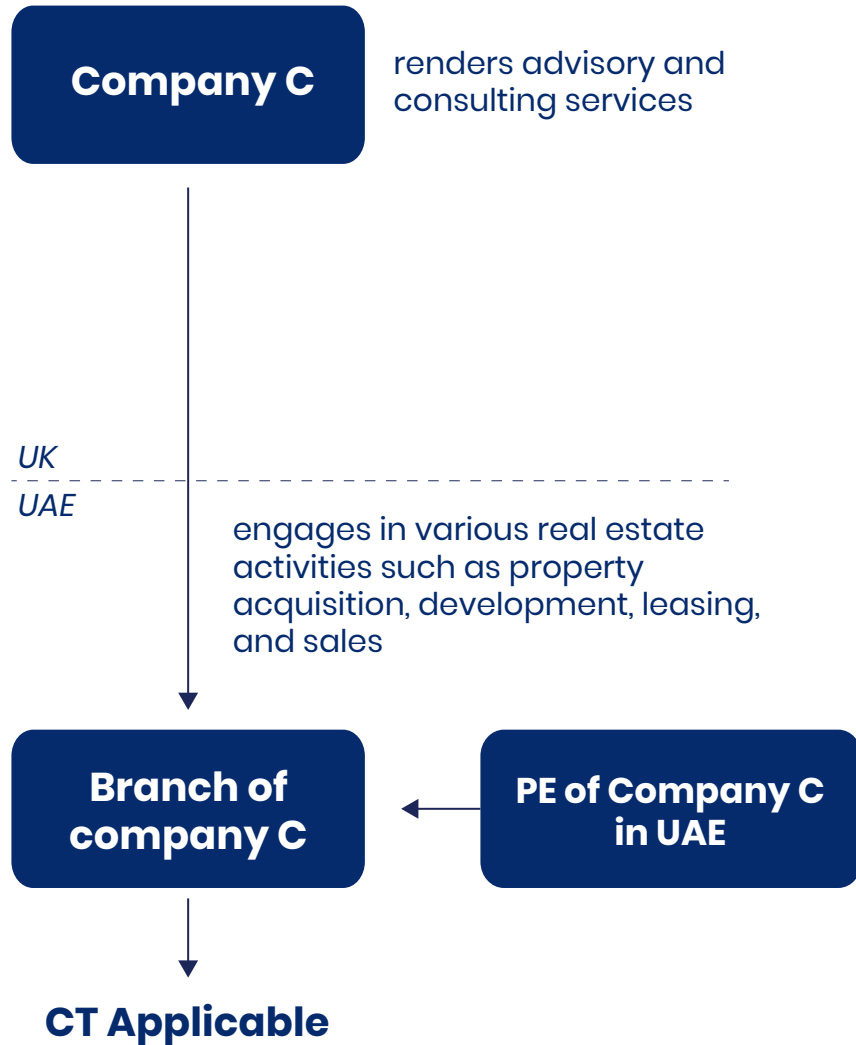 Company C
renders advisory and
consulting services
UK
UAE
engages in various real estate
activities such as property
acquisition, development, leasing,
and sales
Branch of
company C
PE of Company C
in UAE
CT Applicable